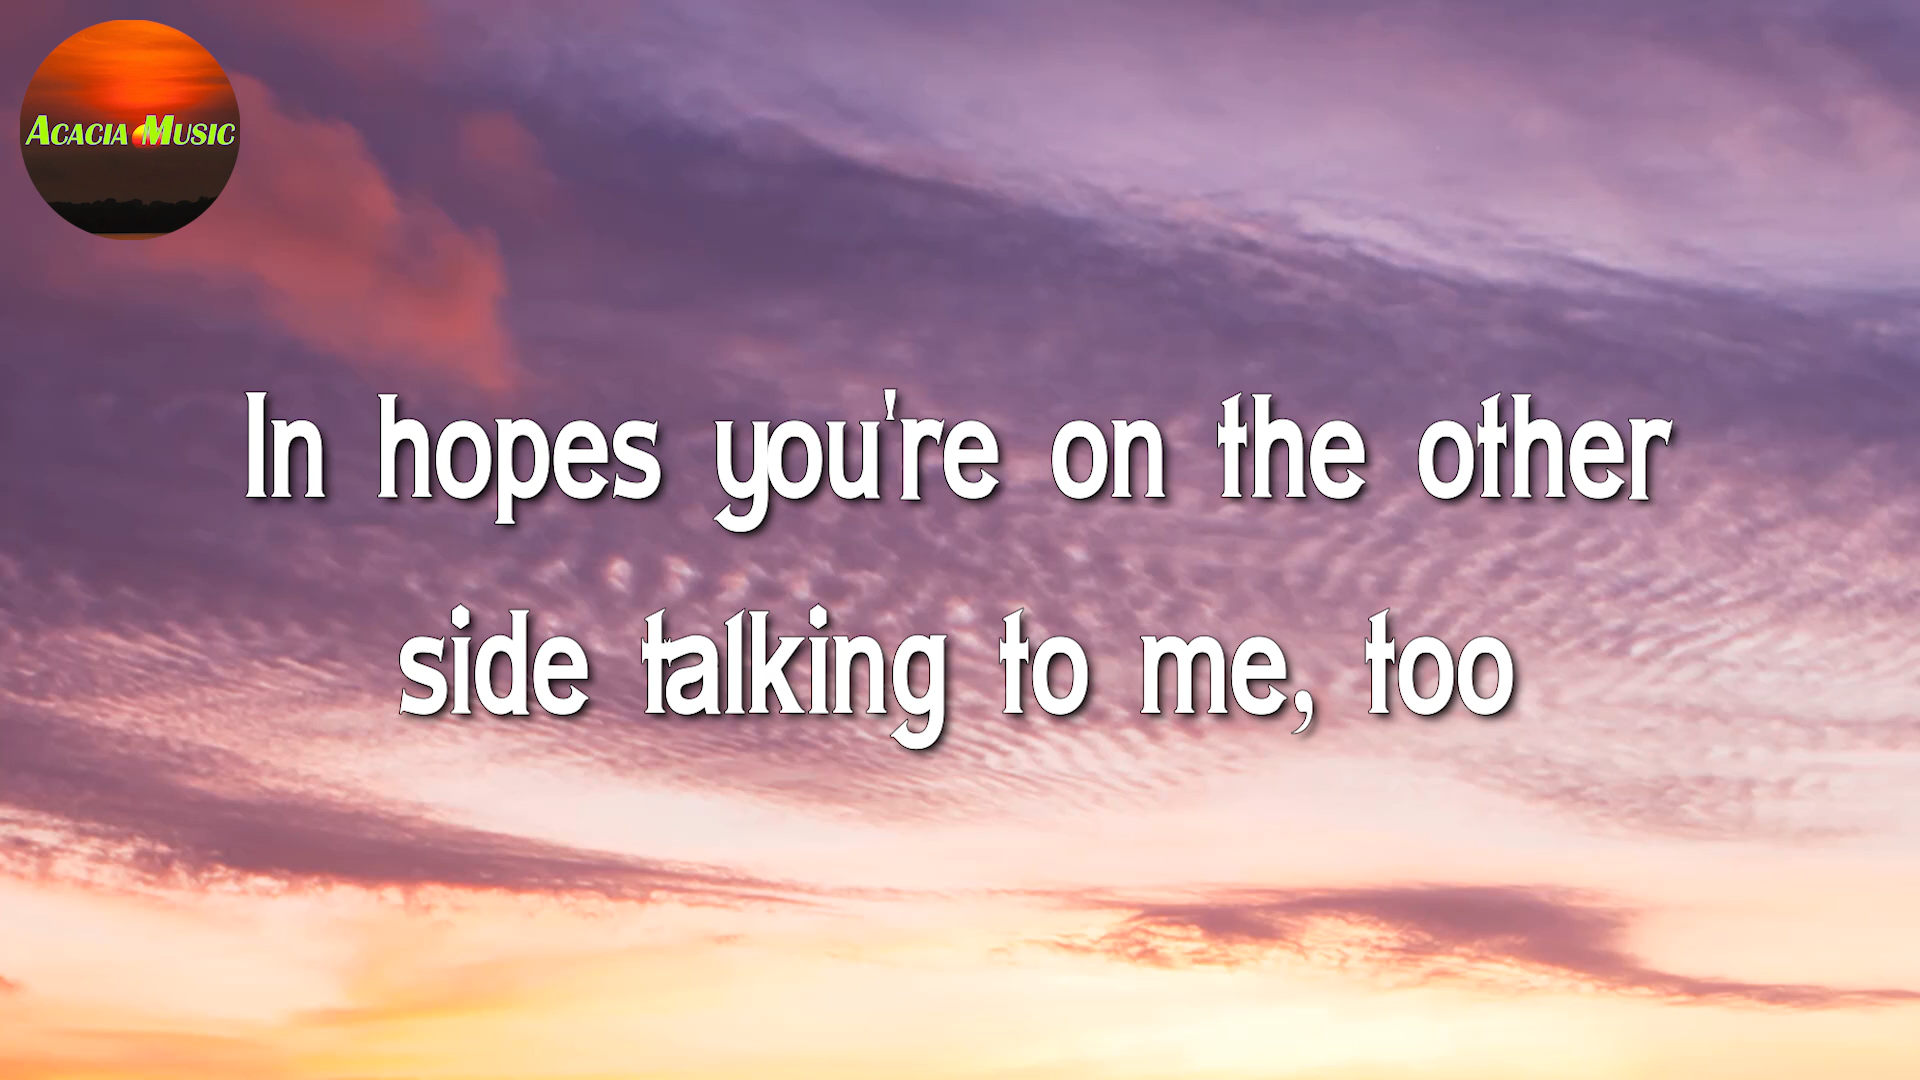 ACACIA MUSIC
In hopes you're on the other
side talking to me, too